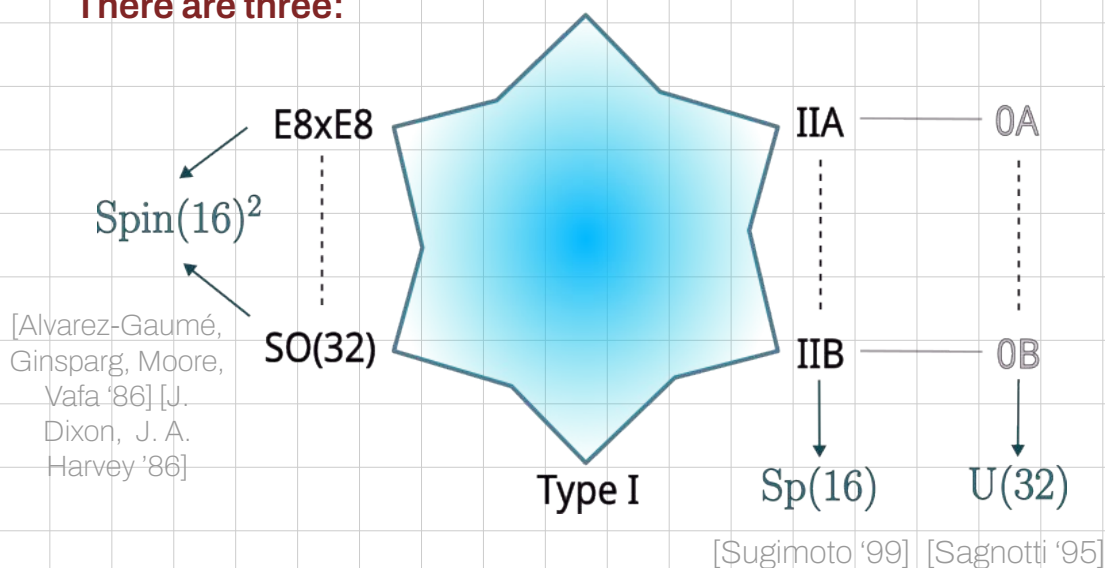 There are three:
E8xE8
IIA
0A
Spin(16)²
[Alvarez-Gaumé,
Ginsparg, Moore,
Vafa ‘86] [J.
Dixon, J. A.
Harvey ’86]
SO(32)
IIB
0B
Type I
Sp(16)
U(32)
[Sugimoto ‘99] [Sagnotti ‘95]